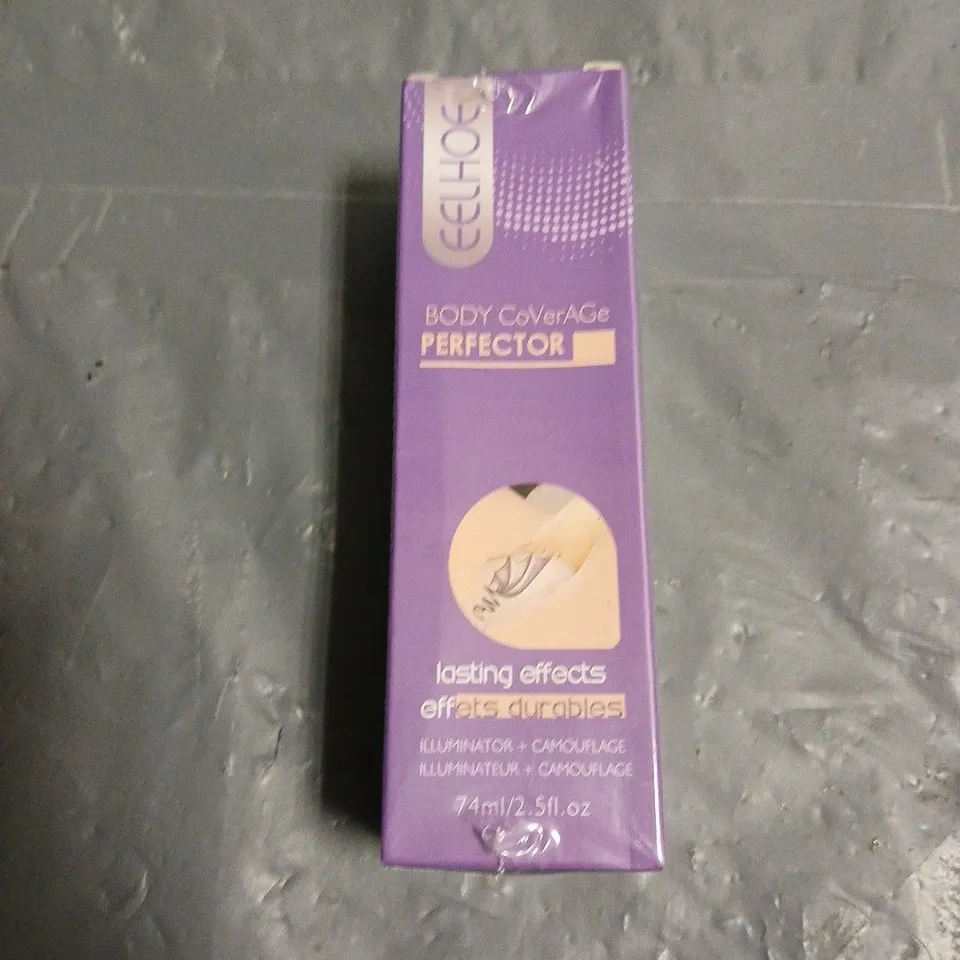 EELHOE
BODY CoVerAGe
PERFECTOR
lasting effects
effets durables
ILLUMINATOR + CAMOUFLAGE
ILLUMINATEUR + CAMOUFLAGE
74ml/2.5fl.oz